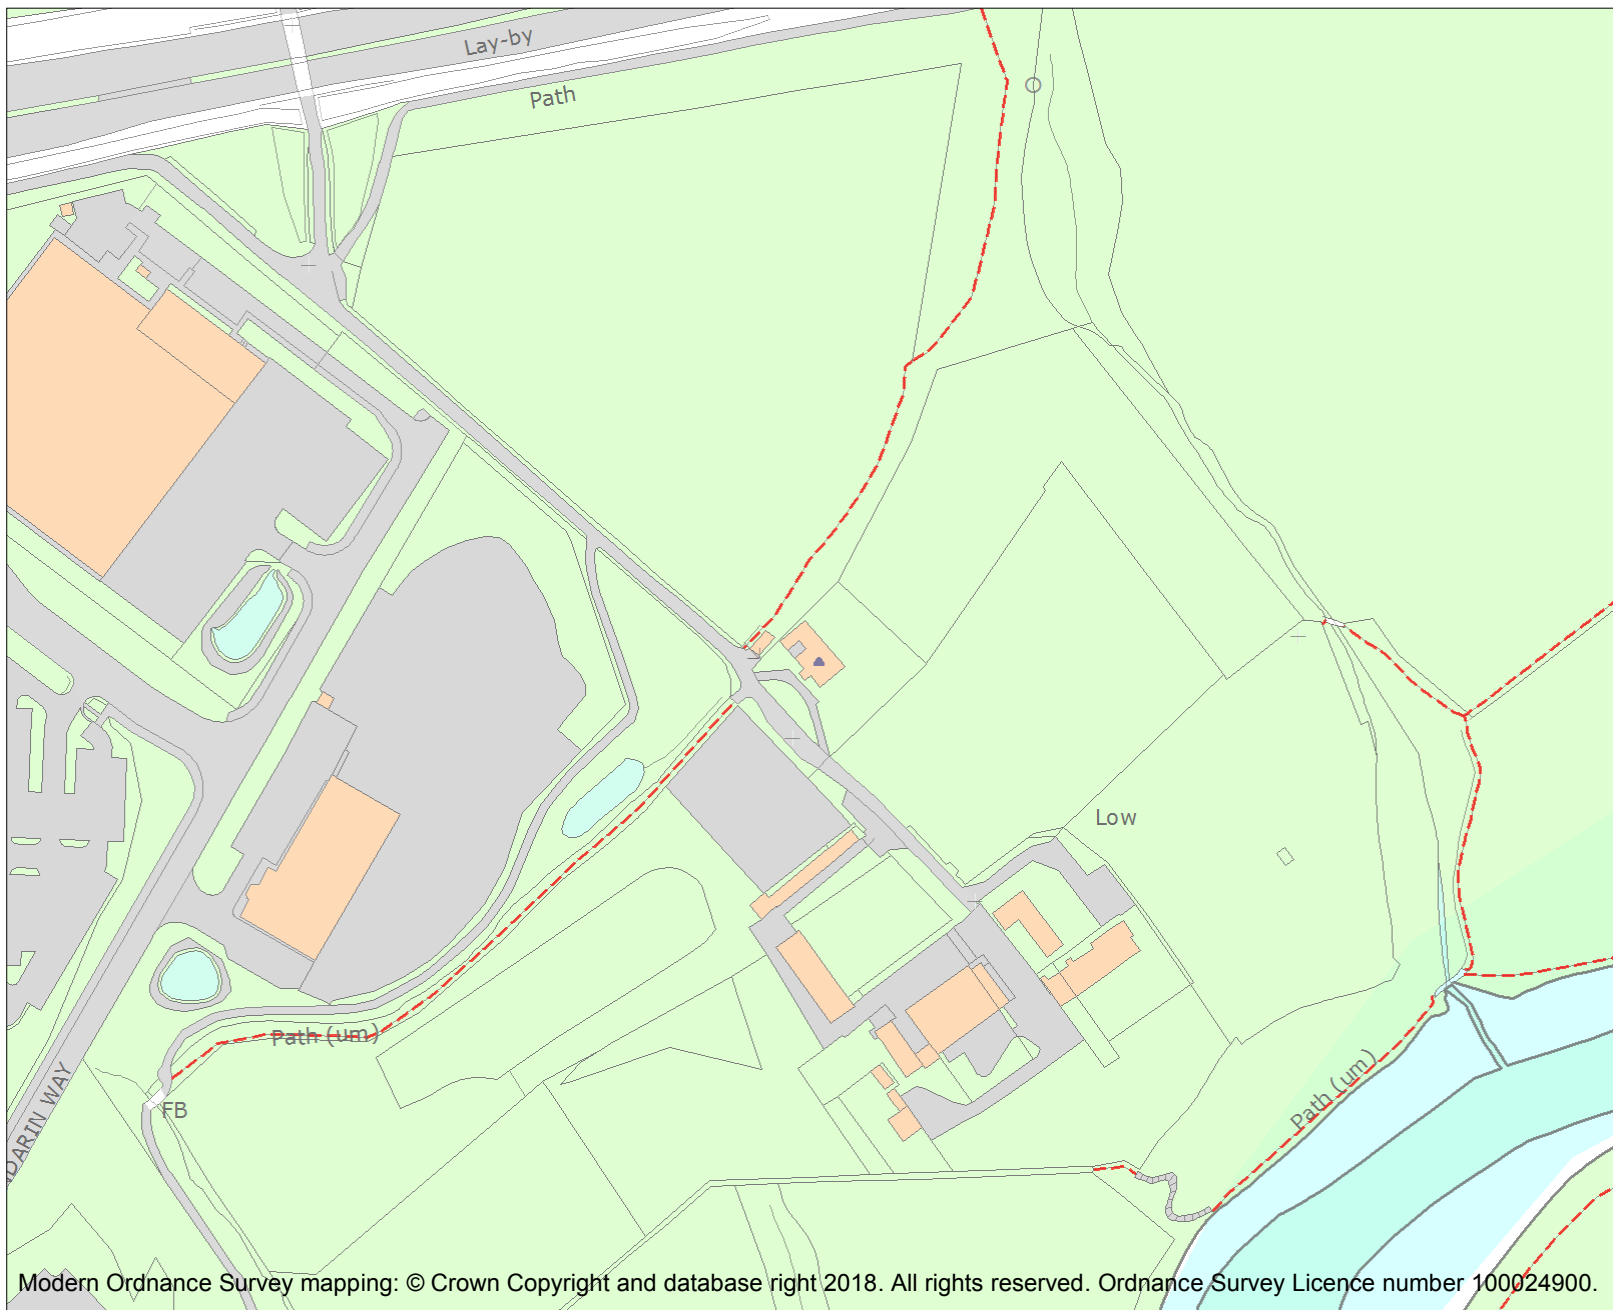 Lay-by
Path
Low
Path (um)
Path (um)
FB
DARIN WAY
Modern Ordnance Survey mapping: © Crown Copyright and database right 2018. All rights reserved. Ordnance Survey Licence number 100024900.